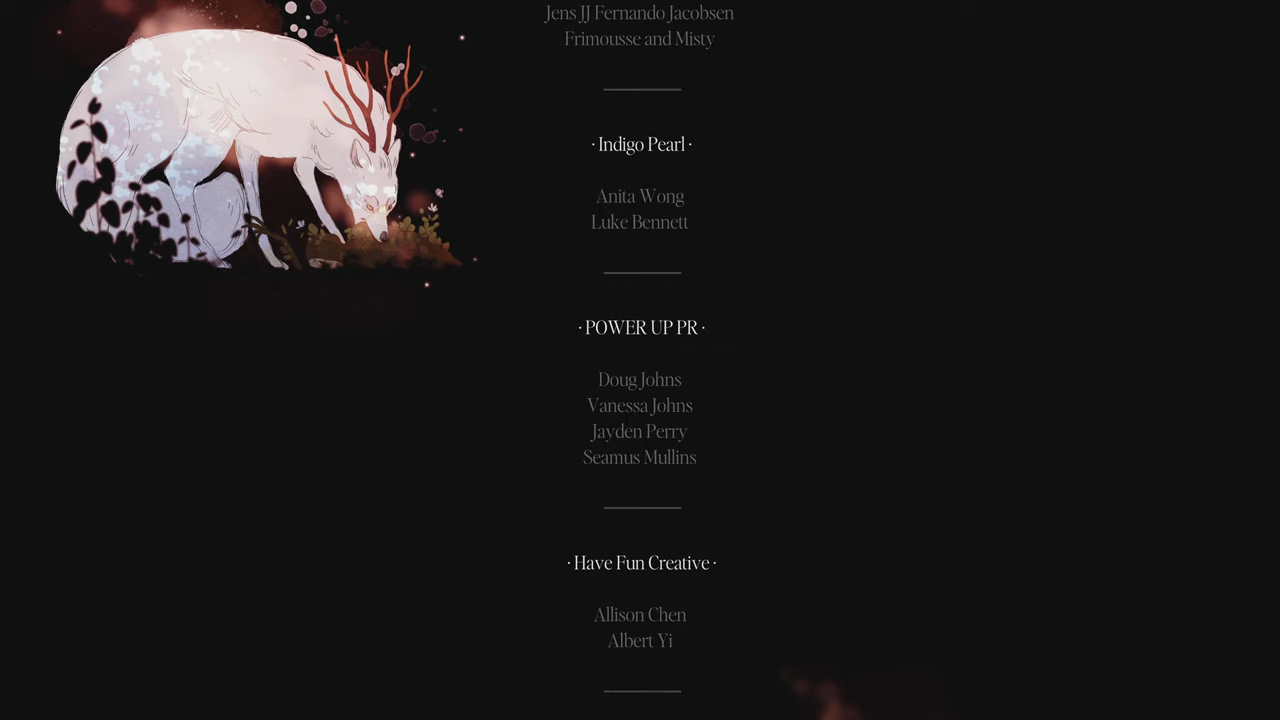 Jens JJ Fernando Jacobsen
Frimousse and Misty
· Indigo Pearl ·
Anita Wong
Luke Bennett
· POWER UP PR ·
Doug Johns
Vanessa Johns
Jayden Perry
Seamus Mullins
· Have Fun Creative ·
Allison Chen
Albert Yi